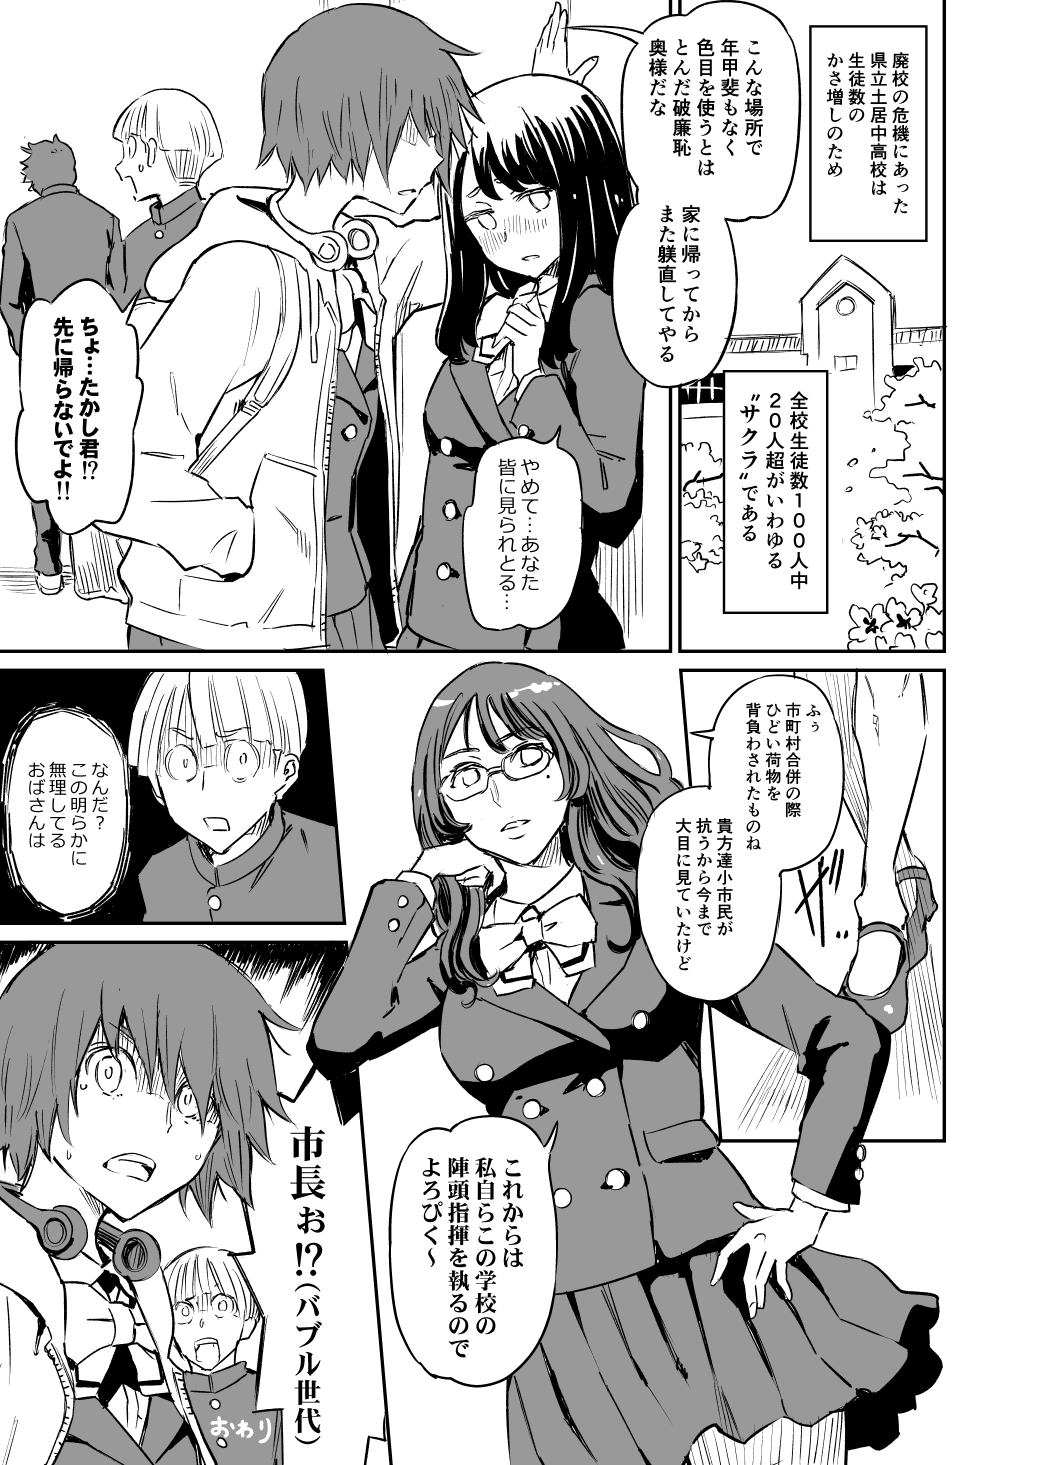 廃校の危機にあった
県立土居中高校は
生徒数の
かさ増しのため
全校生徒数１００人中
２０人超がいわゆる
〝サクラ〟である
こんな場所で
年甲斐もなく
色目を使うとは
とんだ破廉恥
奥様だな
家に帰ってから
また躾直してやる
やめて…あなた
皆に見られとる…
ちょ…たかし君!?
先に帰らないでよ!!
ふぅ
市町村合併の際
ひどい荷物を
背負わされたものね
貴方達小市民が
抗うから今まで
大目に見ていたけど
ザ‥
これからは
私自らこの学校の
陣頭指揮を執るので
よろぴく～
なんだ？
この明らかに
無理してる
おばさんは
市長ぉ!?(バブル世代)
おわり